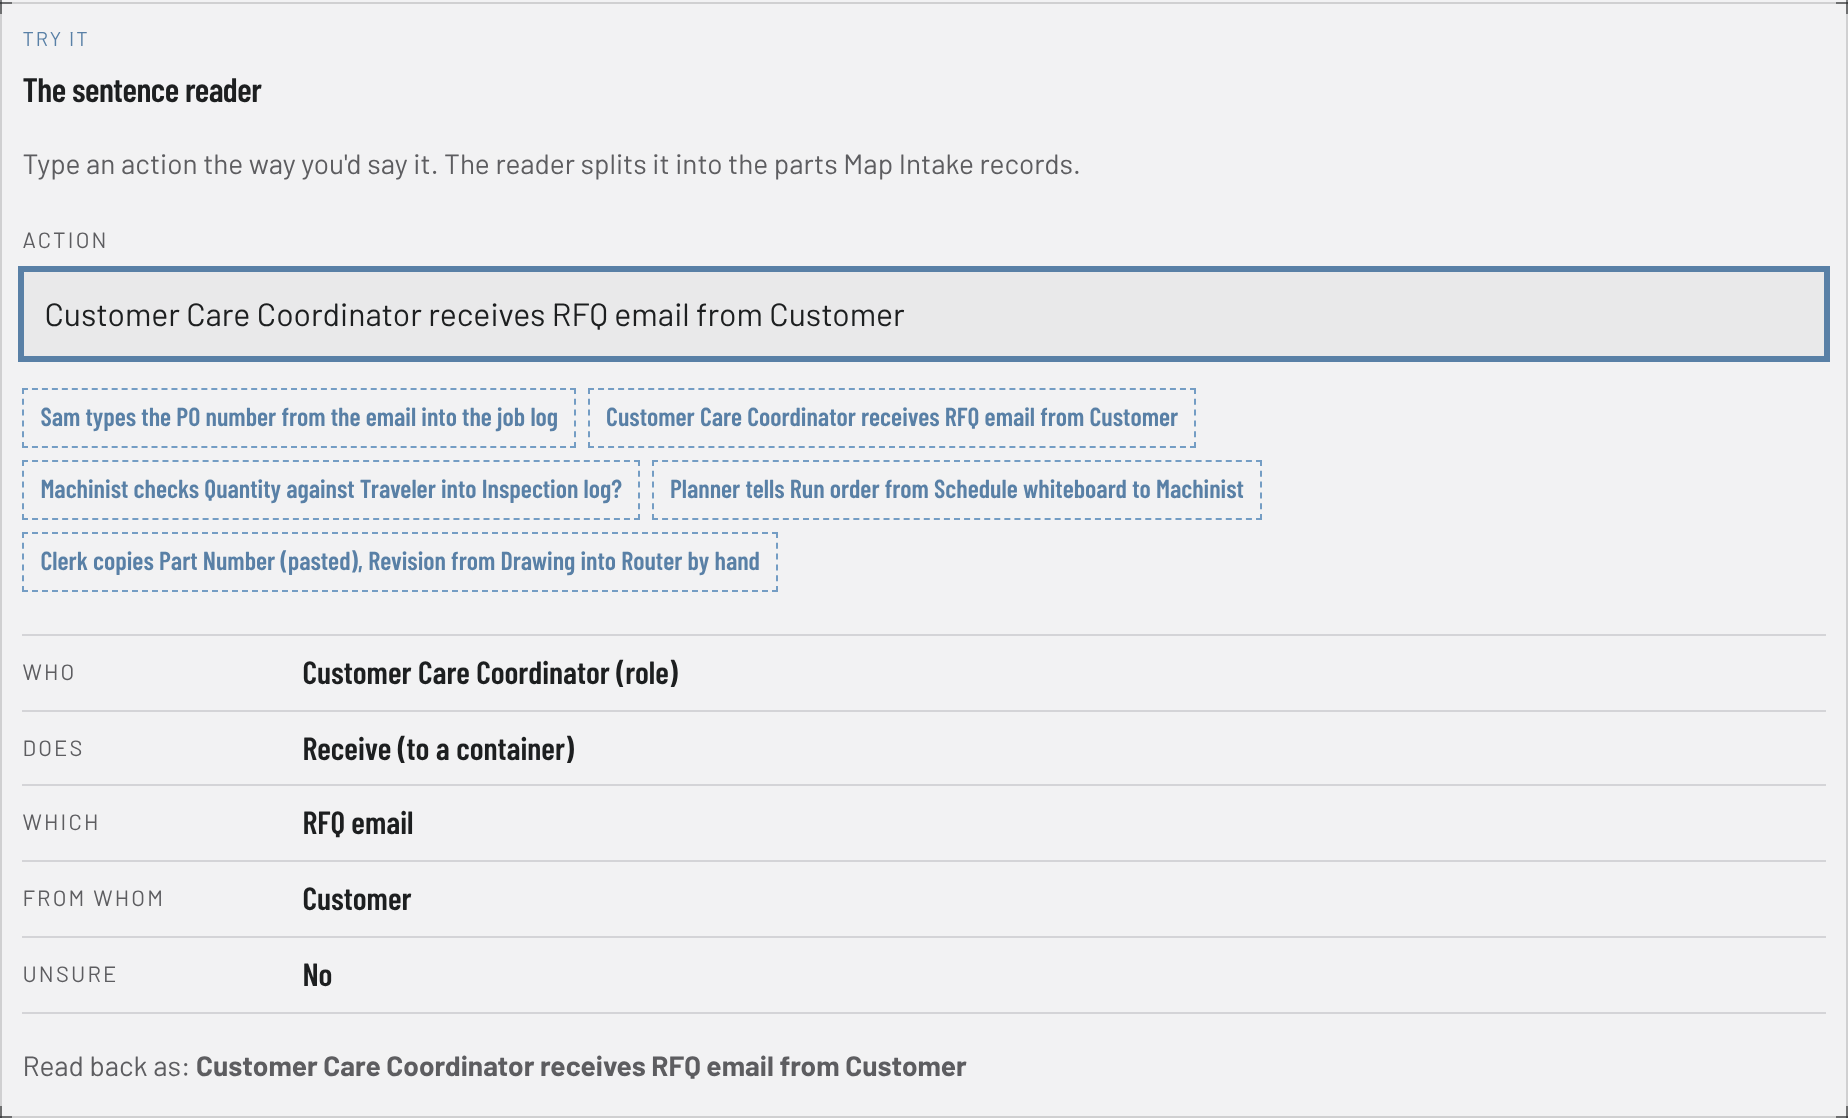 TRY IT
The sentence reader
Type an action the way you'd say it. The reader splits it into the parts Map Intake records.
ACTION
Customer Care Coordinator receives RFQ email from Customer
Sam types the PO number from the email into the job log
Customer Care Coordinator receives RFQ email from Customer
Machinist checks Quantity against Traveler into Inspection log?
Planner tells Run order from Schedule whiteboard to Machinist
Clerk copies Part Number (pasted), Revision from Drawing into Router by hand
WHO Customer Care Coordinator (role)
DOES Receive (to a container)
WHICH RFQ email
FROM WHOM Customer
UNSURE No
Read back as: Customer Care Coordinator receives RFQ email from Customer